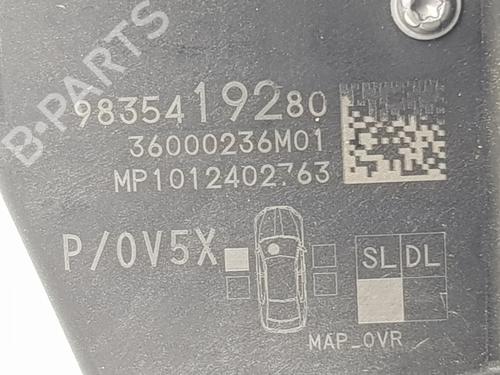 9835419280
36000236M01
MP1012402763
P/0V5X
SL DL
MAP_OVR
B-PARTS